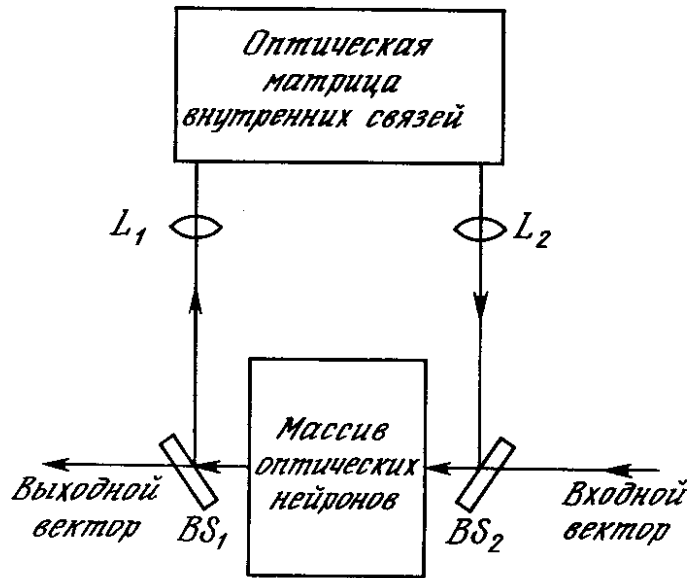 Оптическая
матрица
внутренних связей
L₁
L₂
Массив
оптических
нейронов
Выходной
вектор
BS₁
BS₂
Входной
вектор